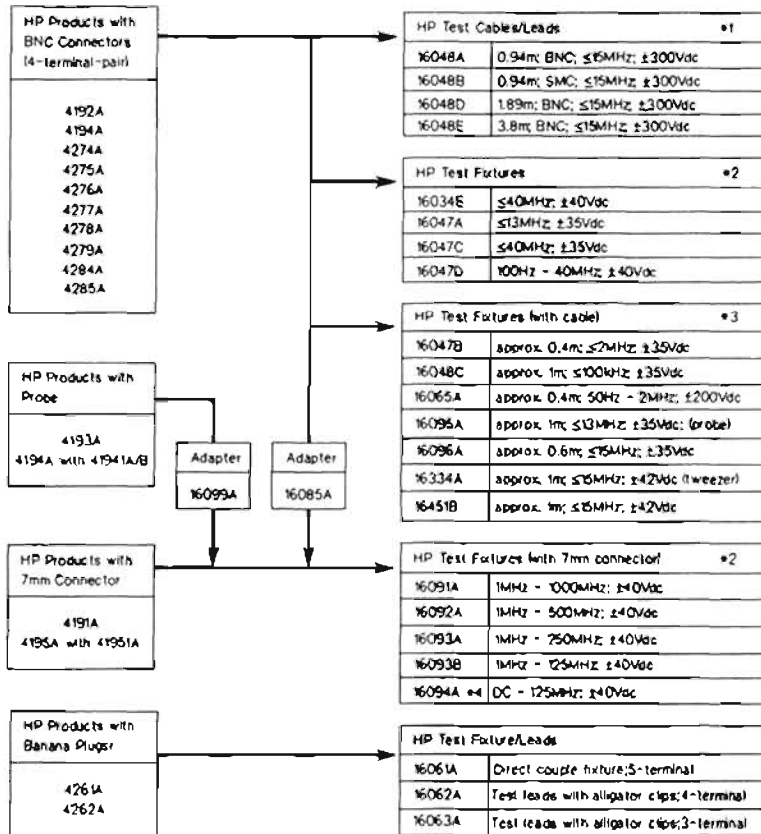 HP Products with
BNC Connectors
(4-terminal-pair)
4192A
4194A
4274A
4275A
4276A
4277A
4278A
4279A
4284A
4285A
HP Products with
Probe
4193A
4194A with 41941A/B
Adapter
16099A
Adapter
16085A
HP Products with
7mm Connector
4191A
4195A with 41951A
HP Products with
Banana Plugsr
4261A
4262A
HP Test Cables/Leads *1
16048A 0.94m; BNC; ≤15MHz; ±300Vdc
16048B 0.94m; SMC; ≤15MHz; ±300Vdc
16048D 1.89m; BNC; ≤15MHz; ±300Vdc
16048E 3.8m; BNC; ≤15MHz; ±300Vdc
HP Test Fixtures *2
16034E ≤40MHz; ±40Vdc
16047A ≤13MHz; ±35Vdc
16047C ≤40MHz; ±35Vdc
16047D 100Hz - 40MHz; ±40Vdc
HP Test Fixtures (with cable) *3
16047B approx. 0.4m; ≤2MHz; ±35Vdc
16048C approx. 1m; ≤100kHz; ±35Vdc
16065A approx. 0.4m; 50Hz - 2MHz; ±200Vdc
16095A approx. 1m; ≤13MHz; ±35Vdc; (probe)
16096A approx. 0.6m; ≤15MHz; ±35Vdc
16334A approx. 1m; ≤15MHz; ±42Vdc (tweezer)
16451B approx. 1m; ≤15MHz; ±42Vdc
HP Test Fixtures (with 7mm connector) *2
16091A 1MHz - 1000MHz; ±40Vdc
16092A 1MHz - 500MHz; ±40Vdc
16093A 1MHz - 250MHz; ±40Vdc
16093B 1MHz - 125MHz; ±40Vdc
16094A *4 DC - 125MHz; ±40Vdc
HP Test Fixture/Leads
16061A Direct couple fixture;5-terminal
16062A Test leads with alligator clips;4-terminal
16063A Test leads with alligator clips;3-terminal